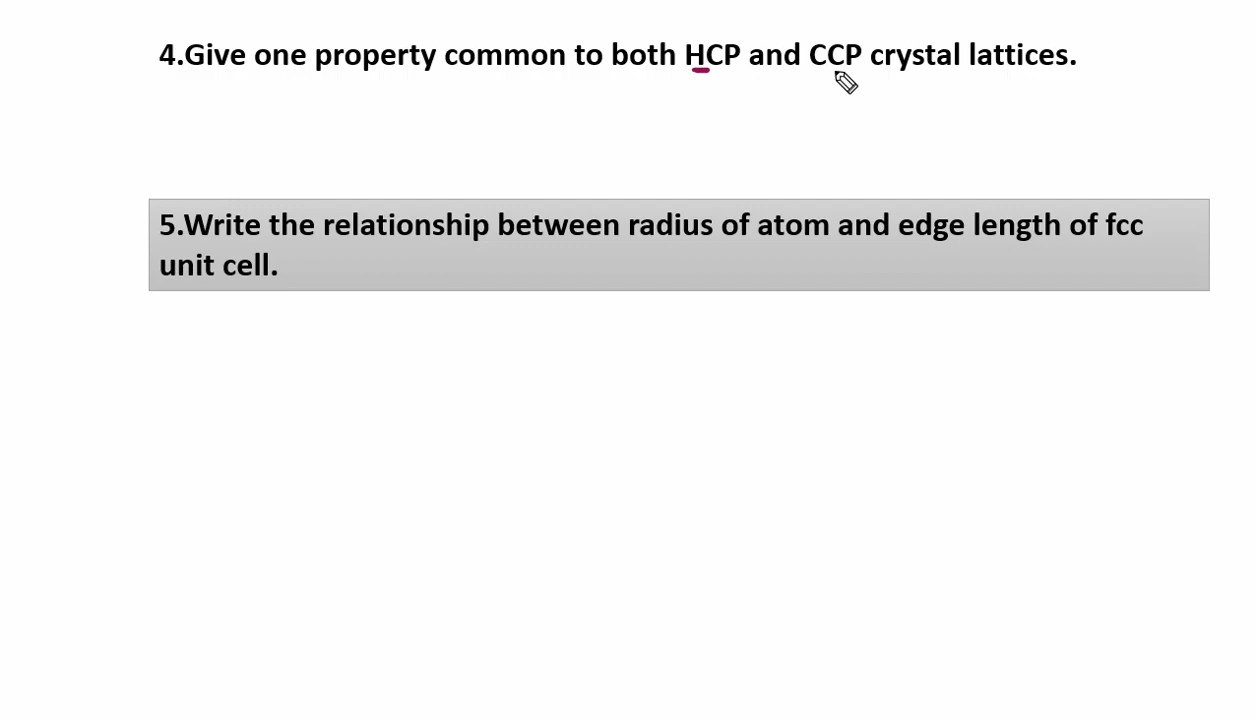 4.Give one property common to both HCP and CCP crystal lattices.
5.Write the relationship between radius of atom and edge length of fcc
unit cell.